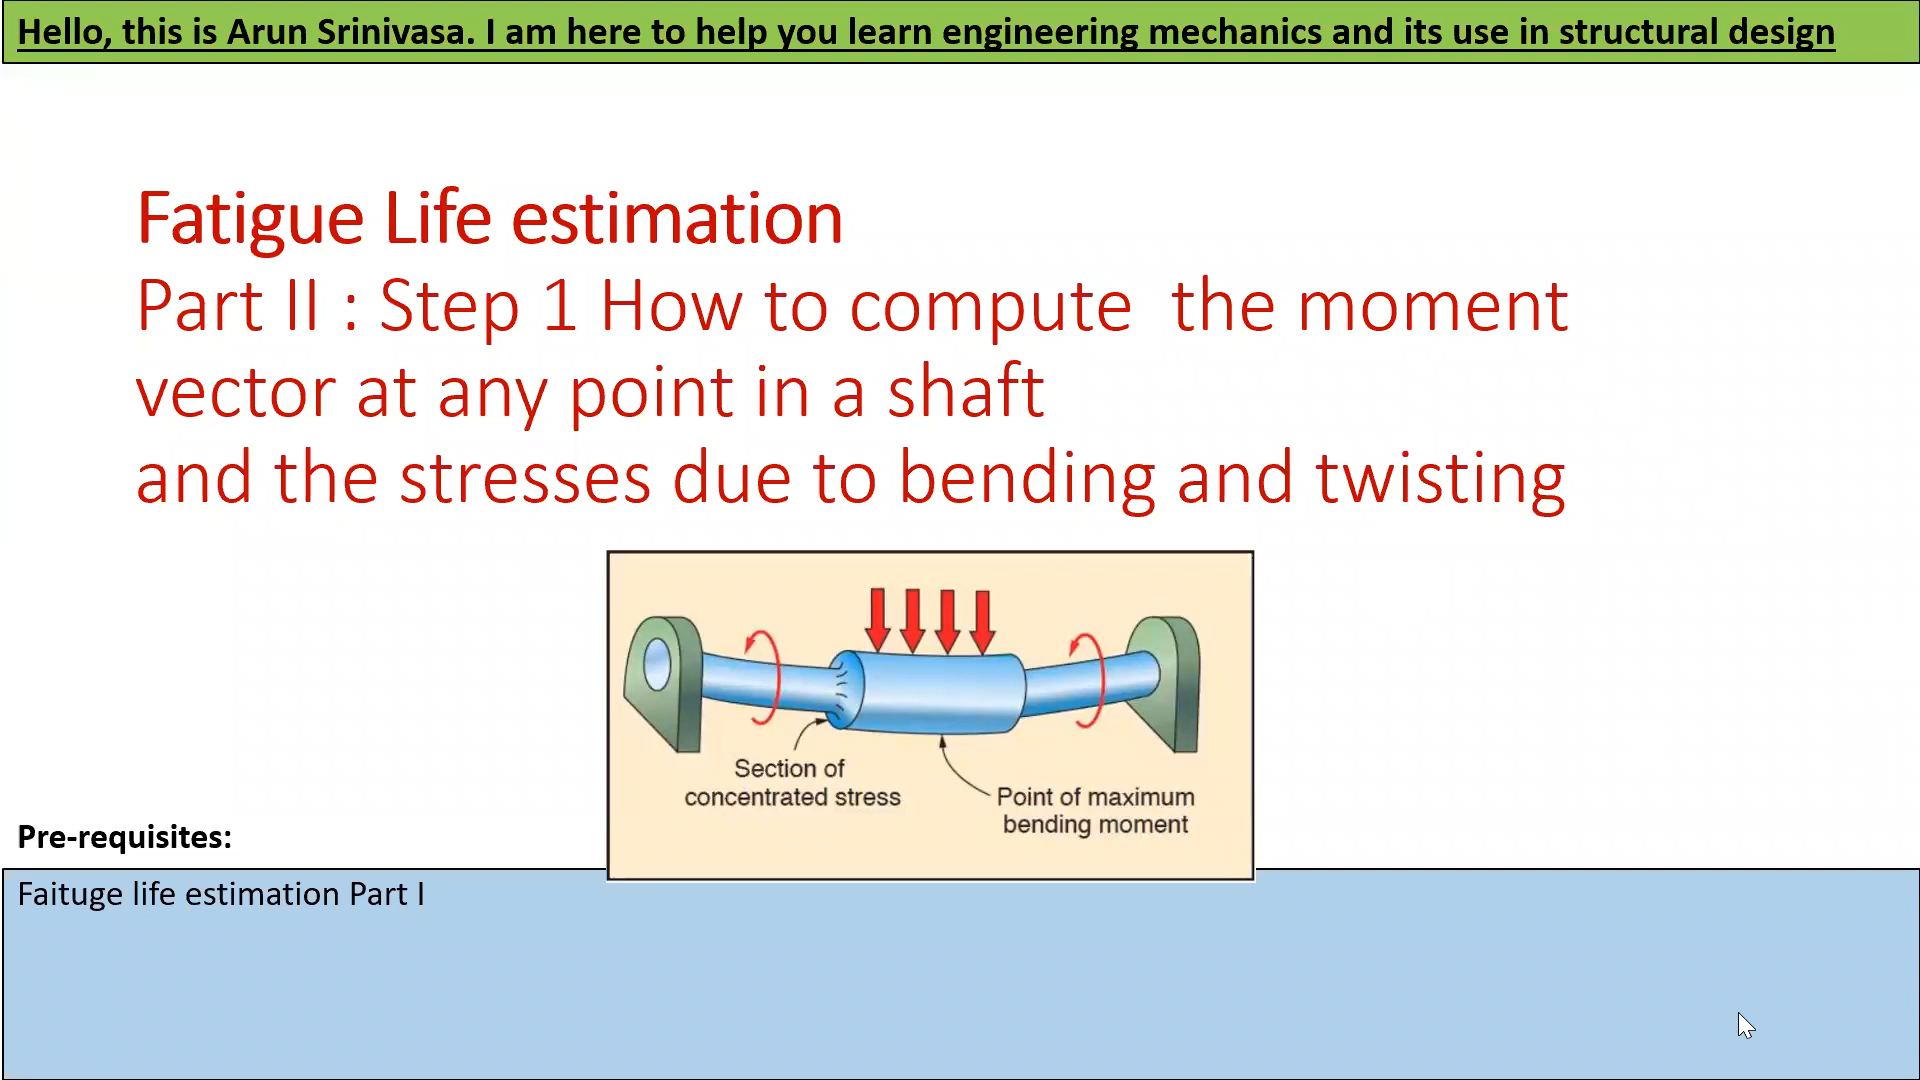 Hello, this is Arun Srinivasa. I am here to help you learn engineering mechanics and its use in structural design
Fatigue Life estimation
Part II : Step 1 How to compute the moment
vector at any point in a shaft
and the stresses due to bending and twisting
Section of
concentrated stress
Point of maximum
bending moment
Pre-requisites:
Faituge life estimation Part I